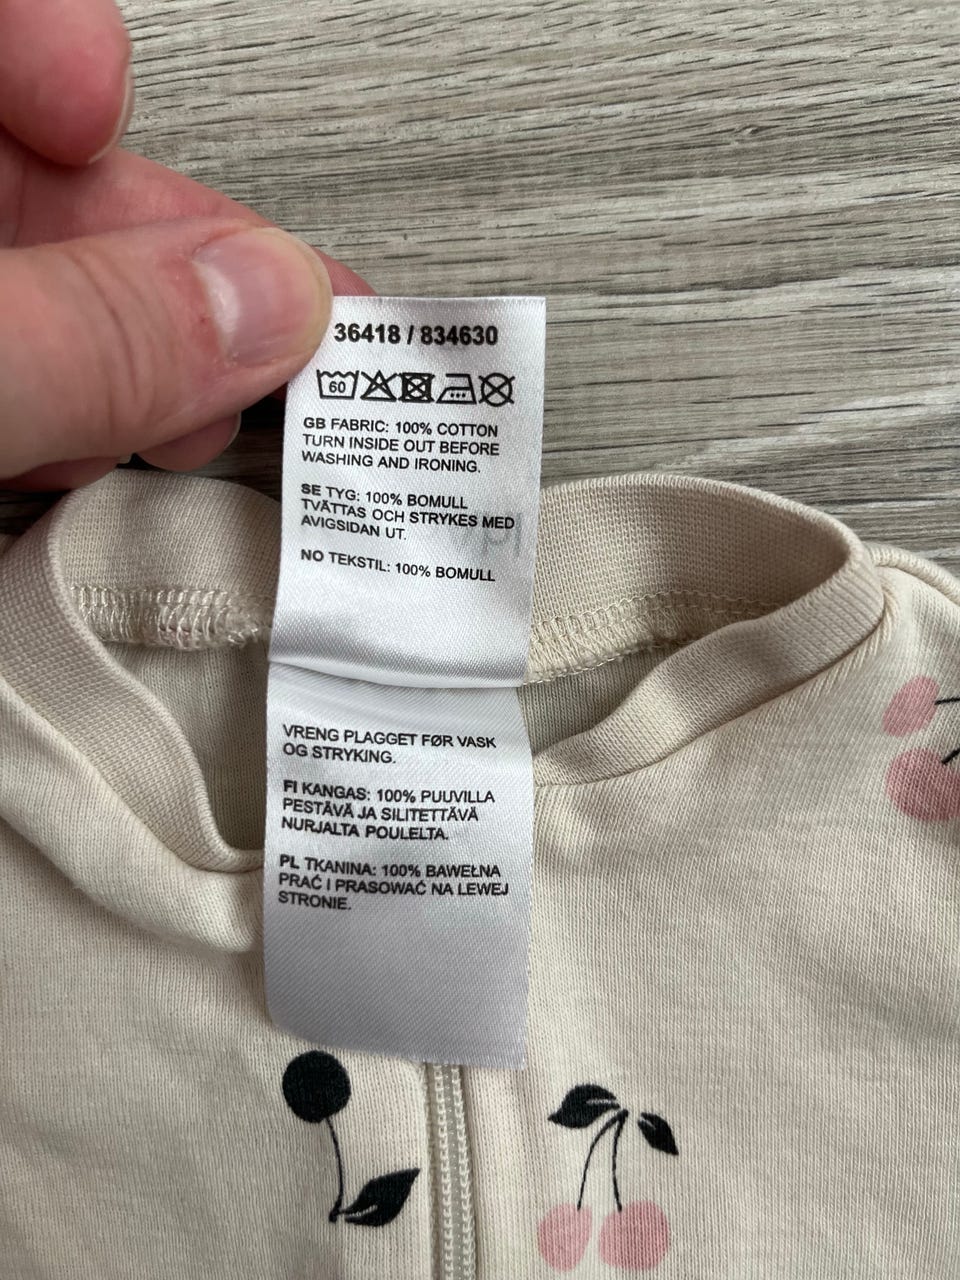 36418 / 834630
60
GB FABRIC: 100% COTTON
TURN INSIDE OUT BEFORE
WASHING AND IRONING.
SE TYG: 100% BOMULL
TVÄTTAS OCH STRYKES MED
AVIGSIDAN UT.
NO TEKSTIL: 100% BOMULL
VRENG PLAGGET FØR VASK
OG STRYKING.
FI KANGAS: 100% PUUVILLA
PESTÄVÄ JA SILITETTÄVÄ
NURJALTA POULELTA.
PL TKANINA: 100% BAWEŁNA
PRAĆ I PRASOWAĆ NA LEWEJ
STRONIE.